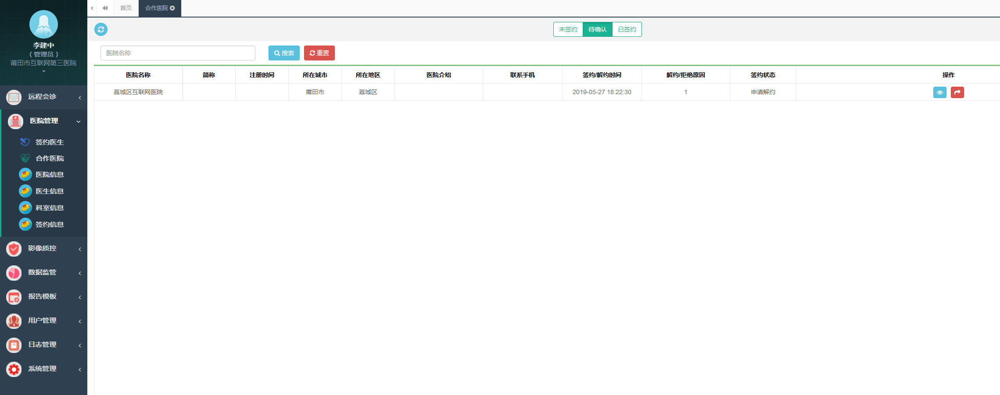 李建中
（管理员）
莆田市互联网第三医院
远程会诊
医院管理
签约医生
合作医院
医院信息
医生信息
科室信息
签约信息
影像质控
数据监管
报告模板
用户管理
日志管理
系统管理
首页 合作医院
未签约 待确认 已签约
医院名称 搜索 重置
医院名称 简称 注册时间 所在城市 所在地区 医院介绍 联系手机 签约/解约时间 解约/拒绝原因 签约状态 操作
荔城区互联网医院 莆田市 荔城区 2019-05-27 18:22:30 1 申请解约